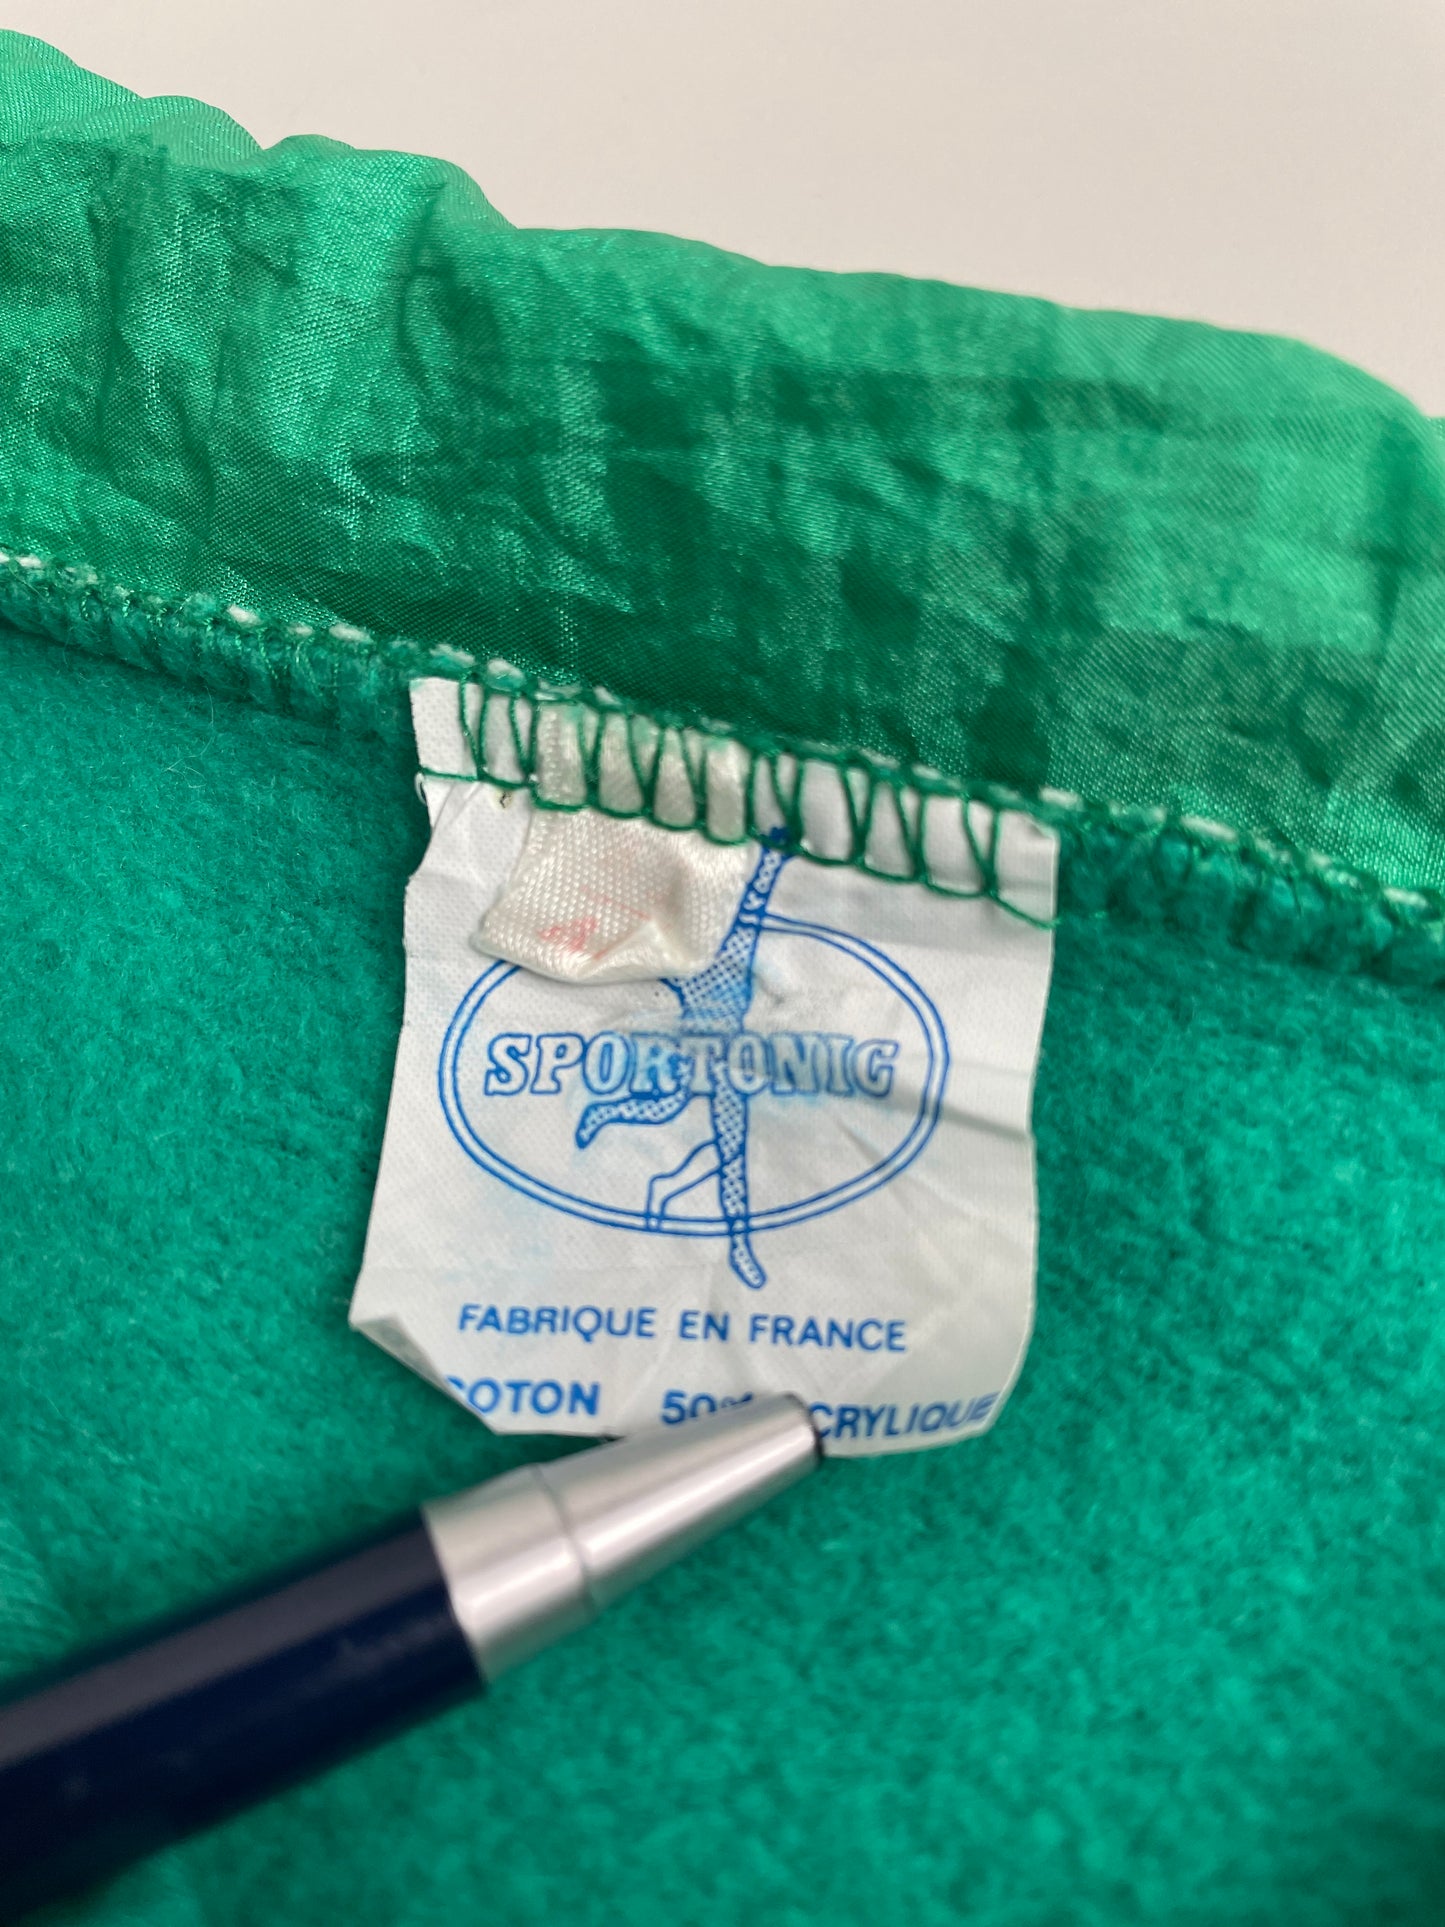 SPORTONIC
FABRIQUE EN FRANCE
COTON 50% ACRYLIQUE